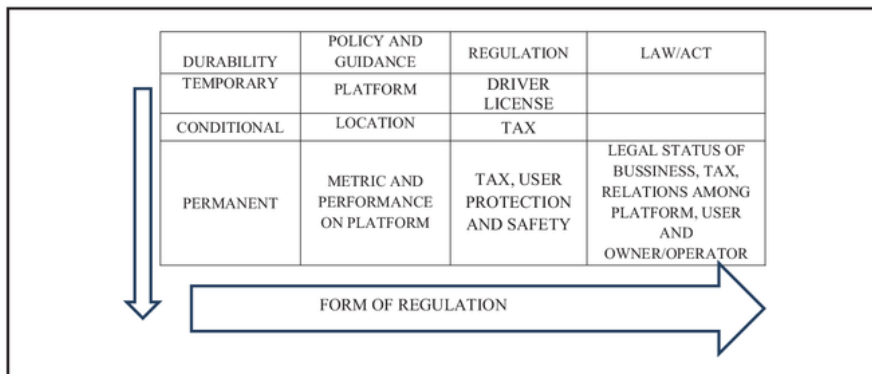 DURABILITY
POLICY AND
GUIDANCE
REGULATION
LAW/ACT
TEMPORARY
PLATFORM
DRIVER
LICENSE
CONDITIONAL
LOCATION
TAX
PERMANENT
METRIC AND
PERFORMANCE
ON PLATFORM
TAX, USER
PROTECTION
AND SAFETY
LEGAL STATUS OF
BUSSINESS, TAX,
RELATIONS AMONG
PLATFORM, USER
AND
OWNER/OPERATOR
FORM OF REGULATION